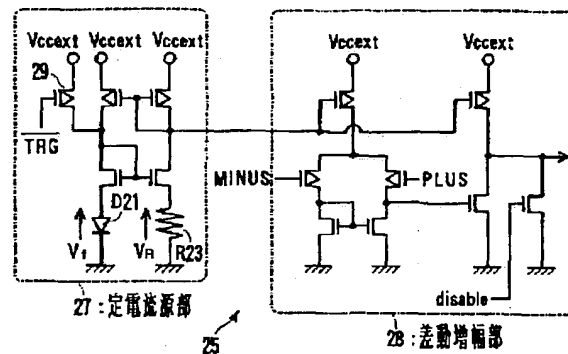 Vccext Vccext Vccext
Vccext
Vccext
29
TRG
MINUS
PLUS
D21
Vf
VR
R23
disable
27:定電流源部
25
28:差動増幅部